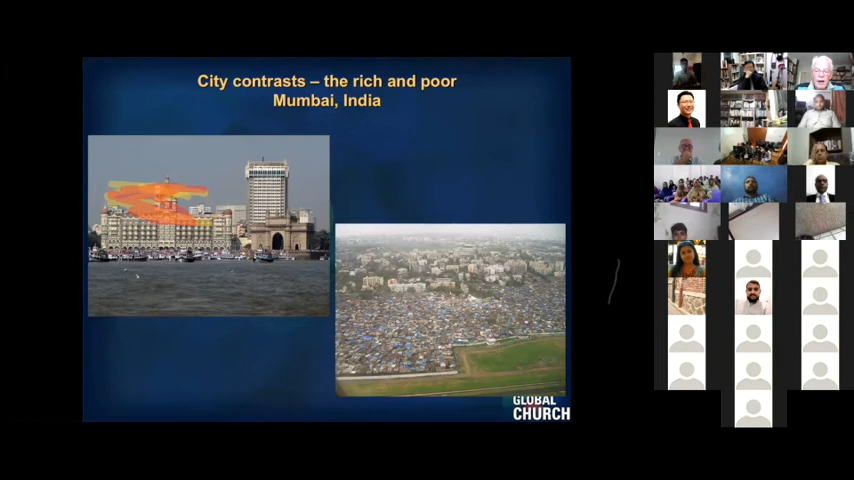 City contrasts – the rich and poor
Mumbai, India
GLOBAL
CHURCH